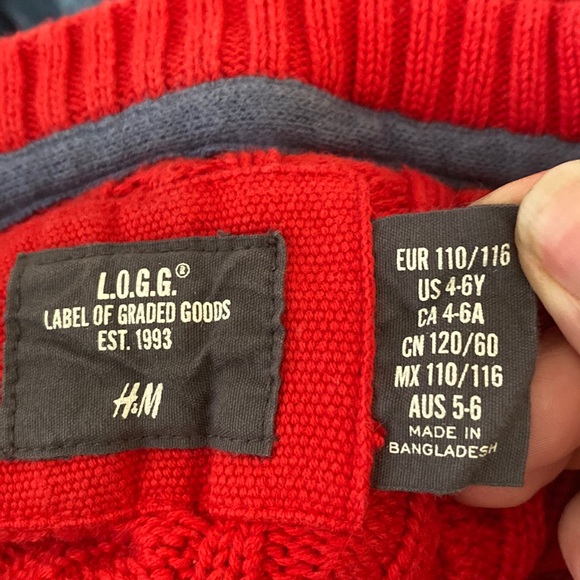 L.O.G.G.®
LABEL OF GRADED GOODS
EST. 1993
H&M
EUR 110/116
US 4-6Y
CA 4-6A
CN 120/60
MX 110/116
AUS 5-6
MADE IN
BANGLADESH